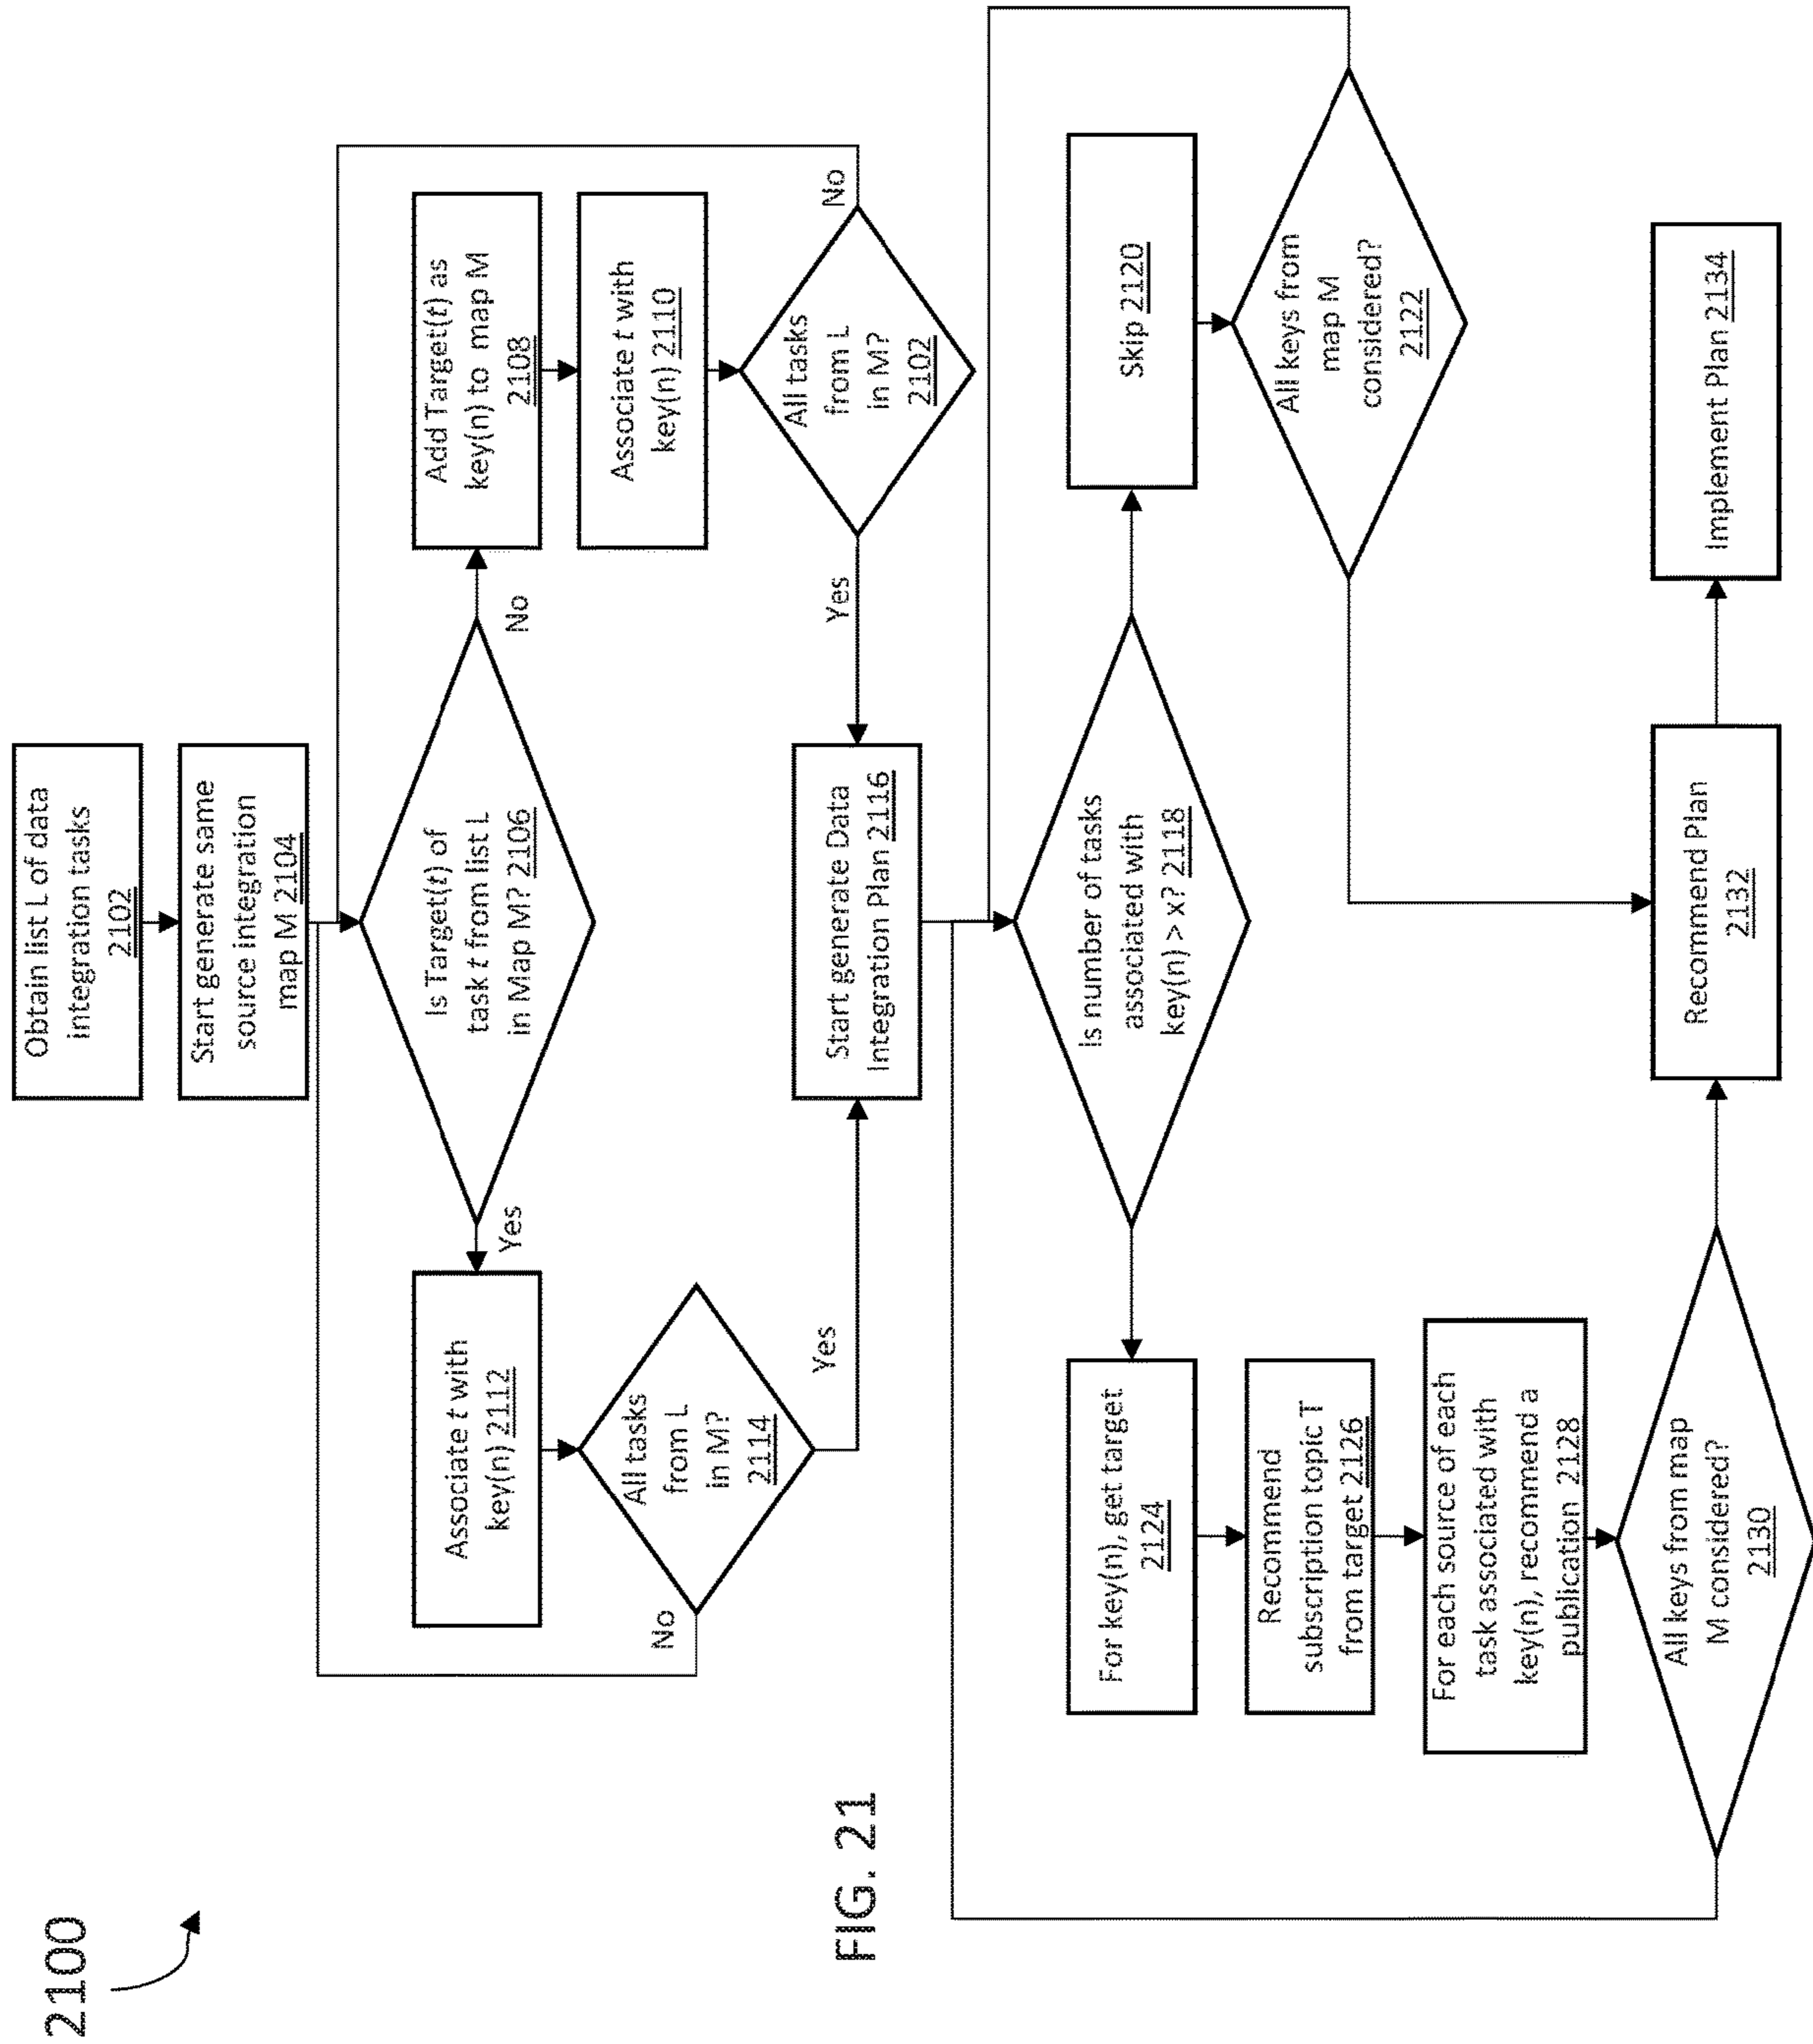 2100
Obtain list L of data
integration tasks
2102
Start generate same
source integration
map M 2104
Is Target(t) of
task t from list L
in Map M? 2106
Yes
No
Associate t with
key(n) 2112
All tasks
from L
in M?
2114
No
Yes
Add Target(t) as
key(n) to map M
2108
Associate t with
key(n) 2110
All tasks
from L
in M?
2102
No
Yes
Start generate Data
Integration Plan 2116
Is number of tasks
associated with
key(n) > x? 2118
For key(n), get target
2124
Recommend
subscription topic T
from target 2126
For each source of each
task associated with
key(n), recommend a
publication 2128
All keys from map
M considered?
2130
Skip 2120
All keys from
map M
considered?
2122
Recommend Plan
2132
Implement Plan 2134
FIG. 21